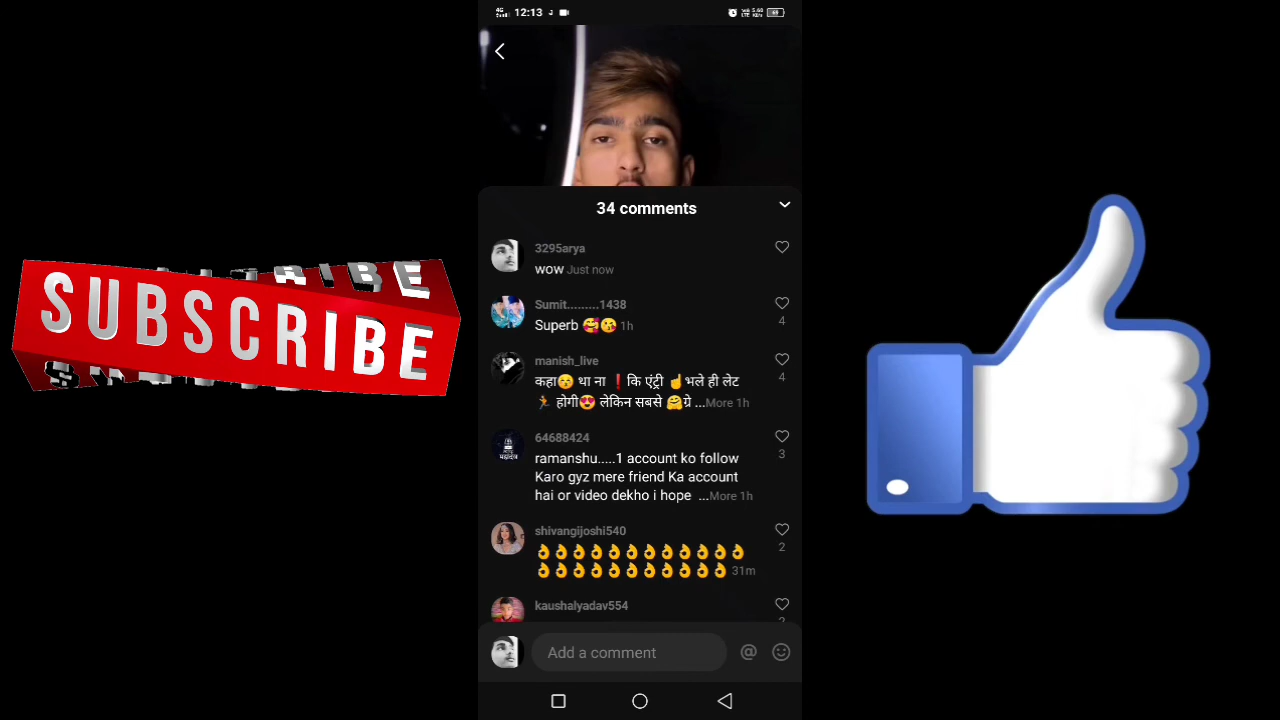 SUBSCRIBE
4G
12:13
34 comments
3295arya
wow Just now
Sumit.........1438
Superb 🥰😘 1h
4
manish_live
कहा😚 था ना ❗कि एंट्री ☝भले ही लेट
🏃 होगी😍 लेकिन सबसे 🤗ग्रे ...More 1h
4
64688424
ramanshu.....1 account ko follow
Karo gyz mere friend Ka account
hai or video dekho i hope ...More 1h
3
shivangijoshi540
👌👌👌👌👌👌👌👌👌👌👌👌
👌👌👌👌👌👌👌👌👌👌👌 31m
2
kaushalyadav554
Add a comment
@